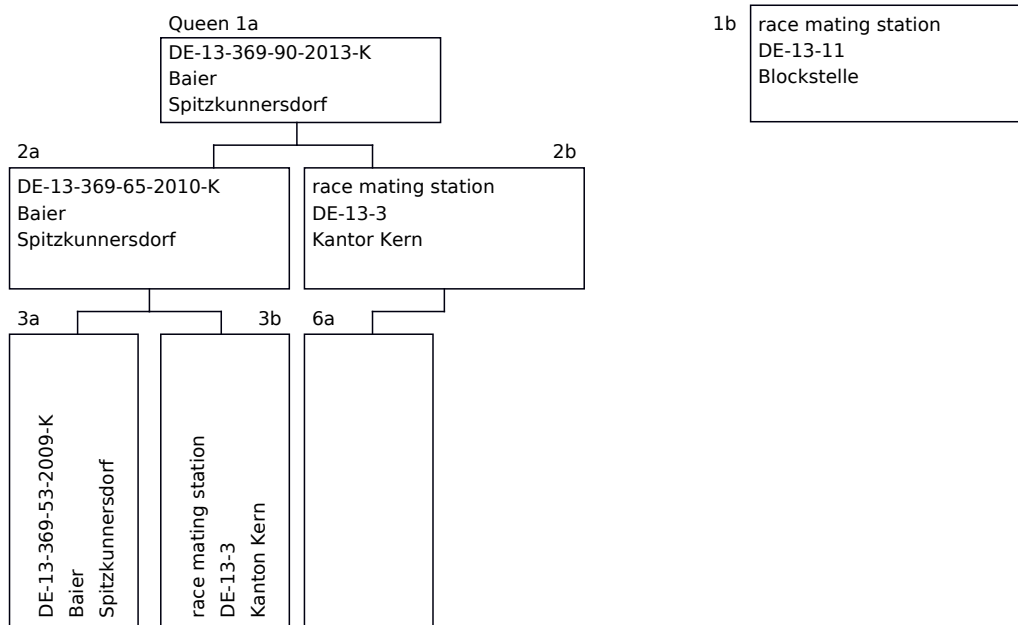 Queen 1a
DE-13-369-90-2013-K
Baier
Spitzkunnersdorf
1b
race mating station
DE-13-11
Blockstelle
2a
DE-13-369-65-2010-K
Baier
Spitzkunnersdorf
2b
race mating station
DE-13-3
Kantor Kern
3a
DE-13-369-53-2009-K
Baier
Spitzkunnersdorf
3b
race mating station
DE-13-3
Kanton Kern
6a